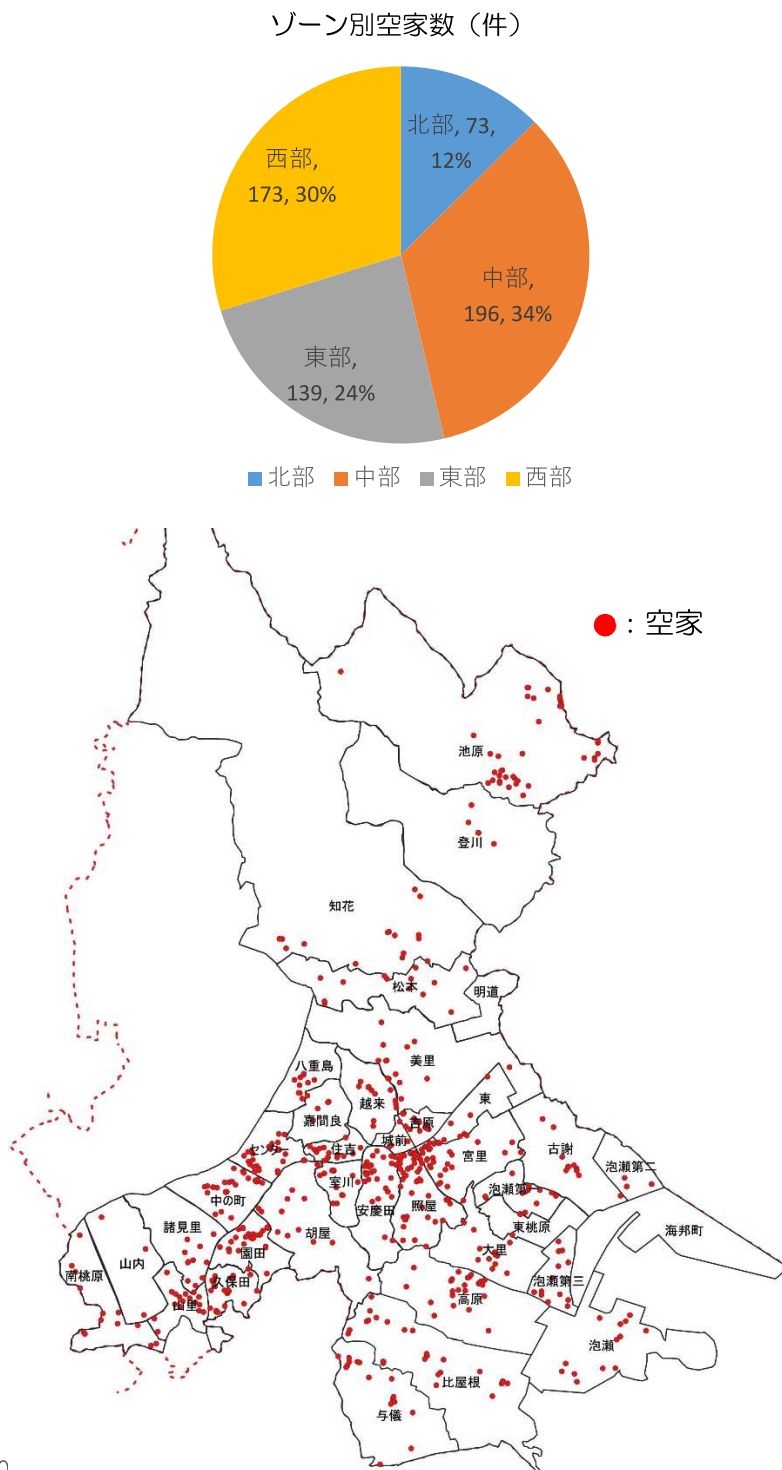 ゾーン別空家数（件）
北部, 73,
12%
西部,
173, 30%
中部,
196, 34%
東部,
139, 24%
北部 中部 東部 西部
：空家
池原
登川
知花
松本
明道
美里
八重島
越来
東
嘉間良
吉原
城前
センター
住吉
宮里
古謝
泡瀬第二
室川
泡瀬第一
中の町
安慶田
照屋
東桃原
諸見里
胡屋
海邦町
園田
大里
山内
南桃原
久保田
泡瀬第三
山里
高原
泡瀬
比屋根
与儀